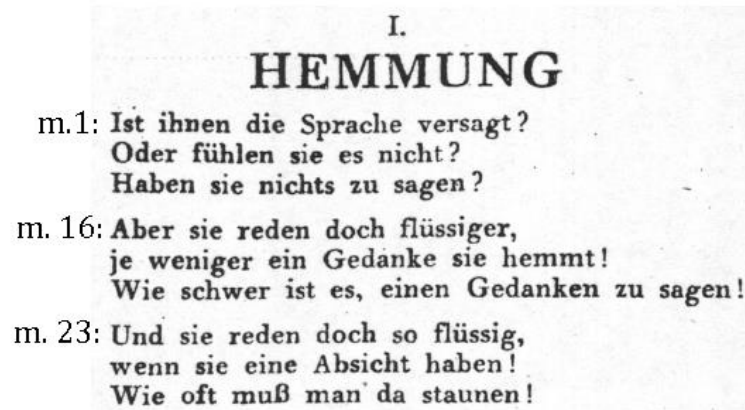 I.
HEMMUNG
m.1: Ist ihnen die Sprache versagt?
Oder fühlen sie es nicht?
Haben sie nichts zu sagen?
m. 16: Aber sie reden doch flüssiger,
je weniger ein Gedanke sie hemmt!
Wie schwer ist es, einen Gedanken zu sagen!
m. 23: Und sie reden doch so flüssig,
wenn sie eine Absicht haben!
Wie oft muß man da staunen!